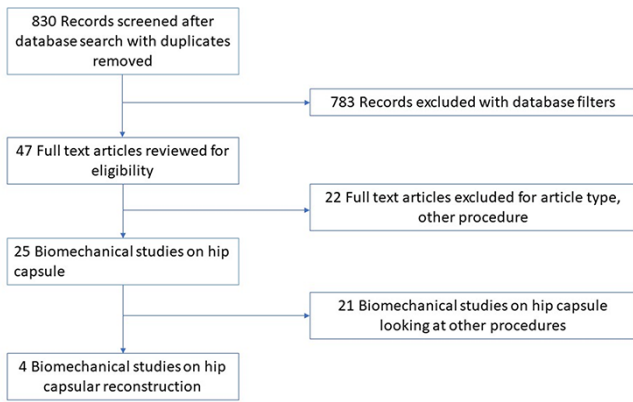 830 Records screened after
database search with duplicates
removed
783 Records excluded with database filters
47 Full text articles reviewed for
eligibility
22 Full text articles excluded for article type,
other procedure
25 Biomechanical studies on hip
capsule
21 Biomechanical studies on hip capsule
looking at other procedures
4 Biomechanical studies on hip
capsular reconstruction